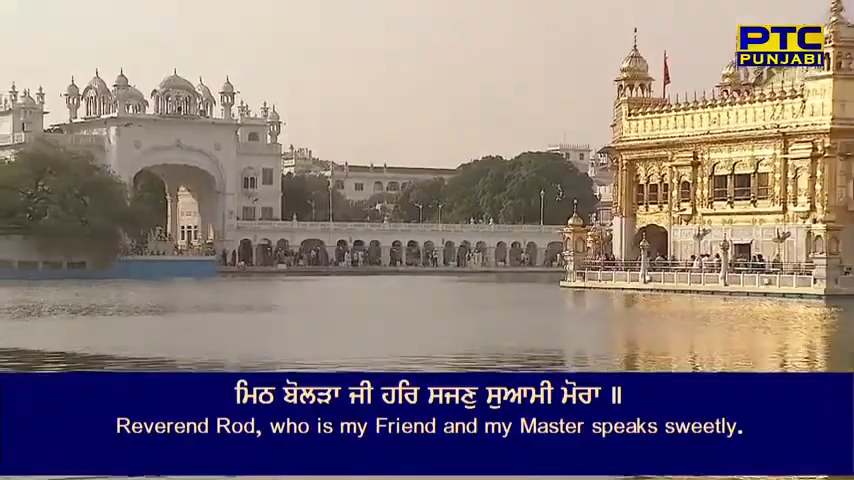 PTC
PUNJABI
ਮਿਠ ਬੋਲੜਾ ਜੀ ਹਰਿ ਸਜਣੁ ਸੁਆਮੀ ਮੋਰਾ ॥
Reverend Rod, who is my Friend and my Master speaks sweetly.